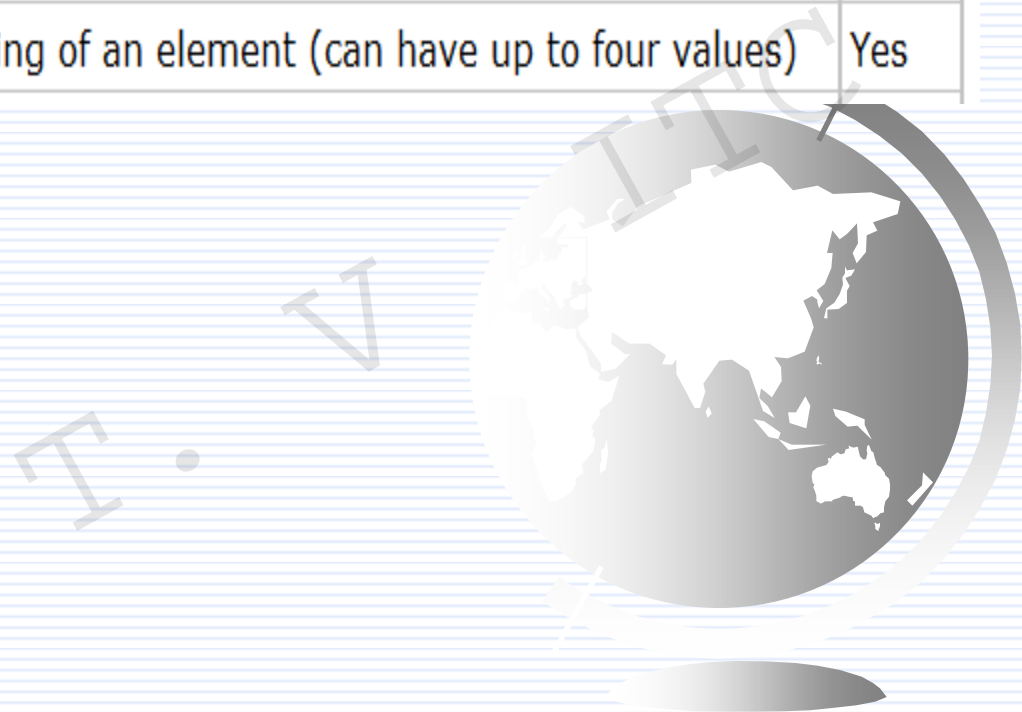 ing of an element (can have up to four values) Yes
T. V ITC